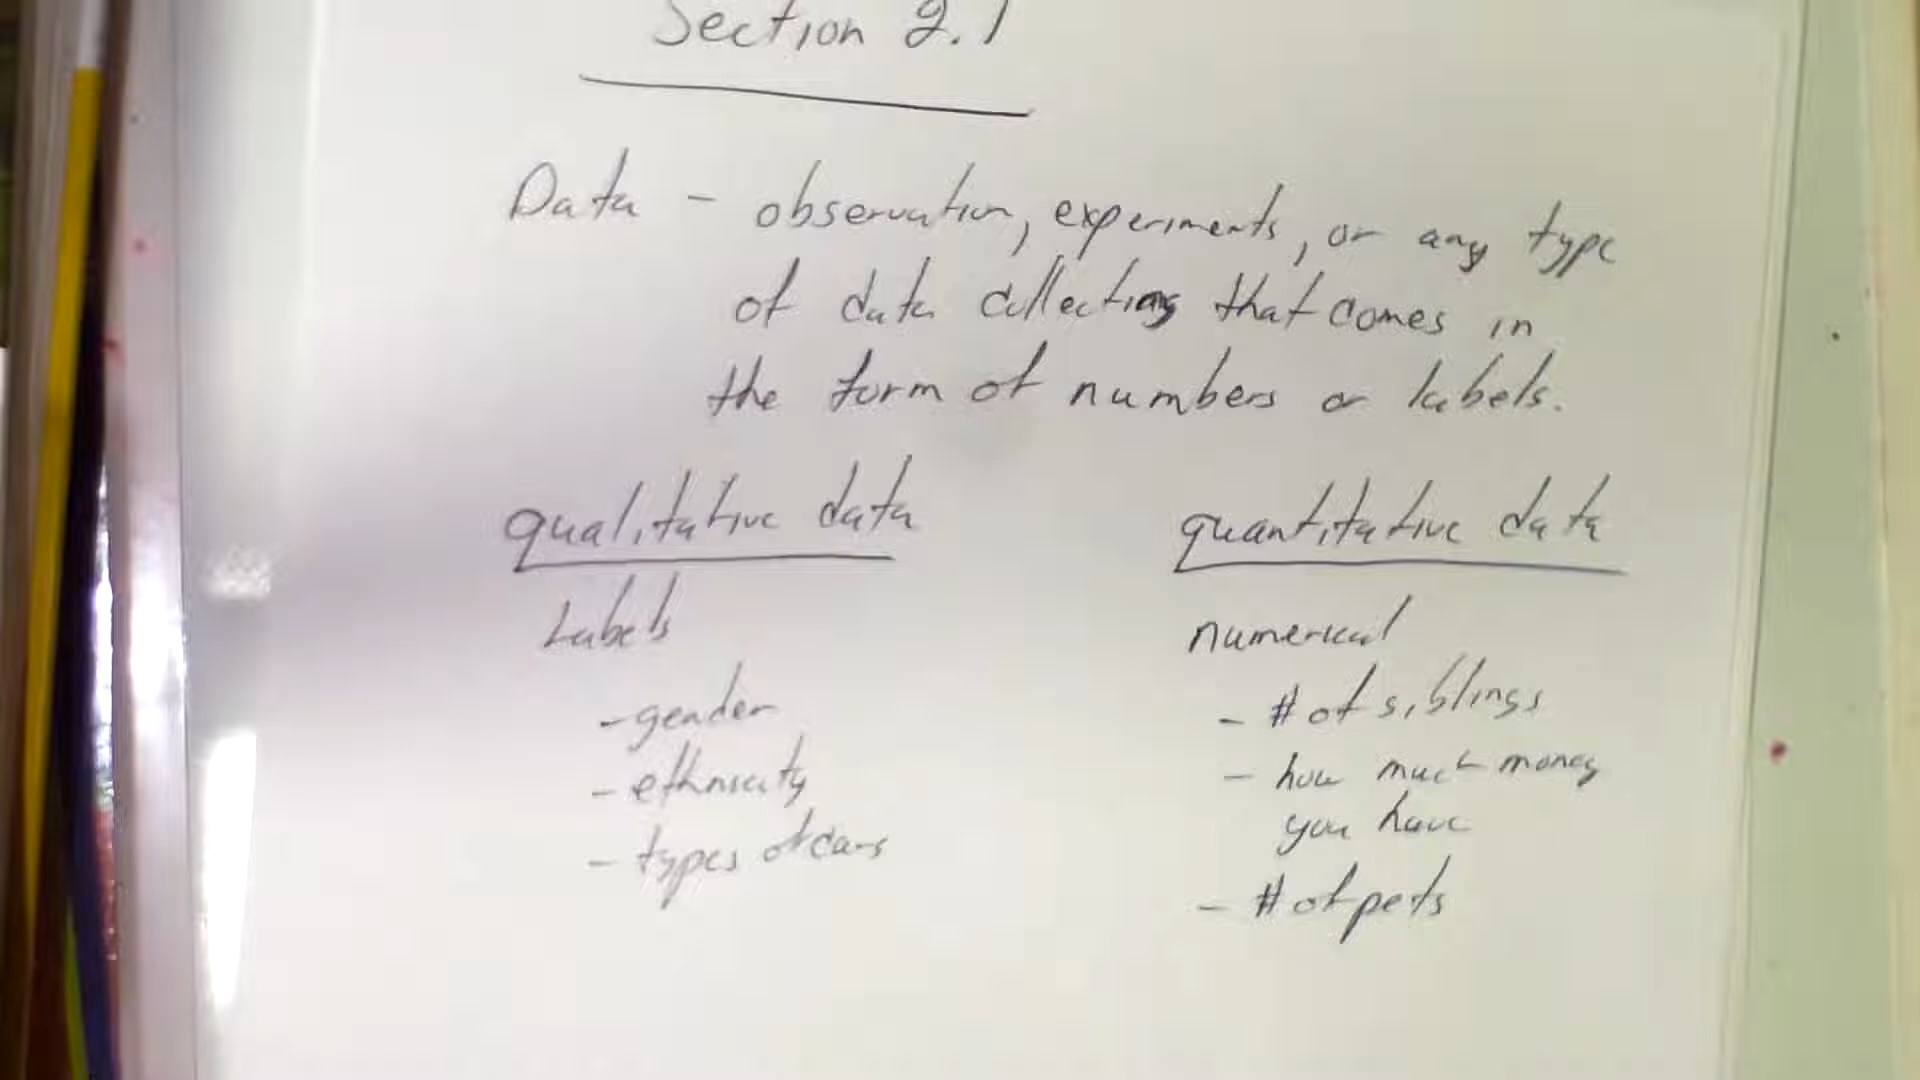 Section 2.1
Data - observation, experiments, or any type
of data collecting that comes in
the form of numbers or labels.
qualitative data
Labels
- gender
- ethnicity
- types of cars
quantitative data
numerical
- # of siblings
- how much money
you have
- # of pets